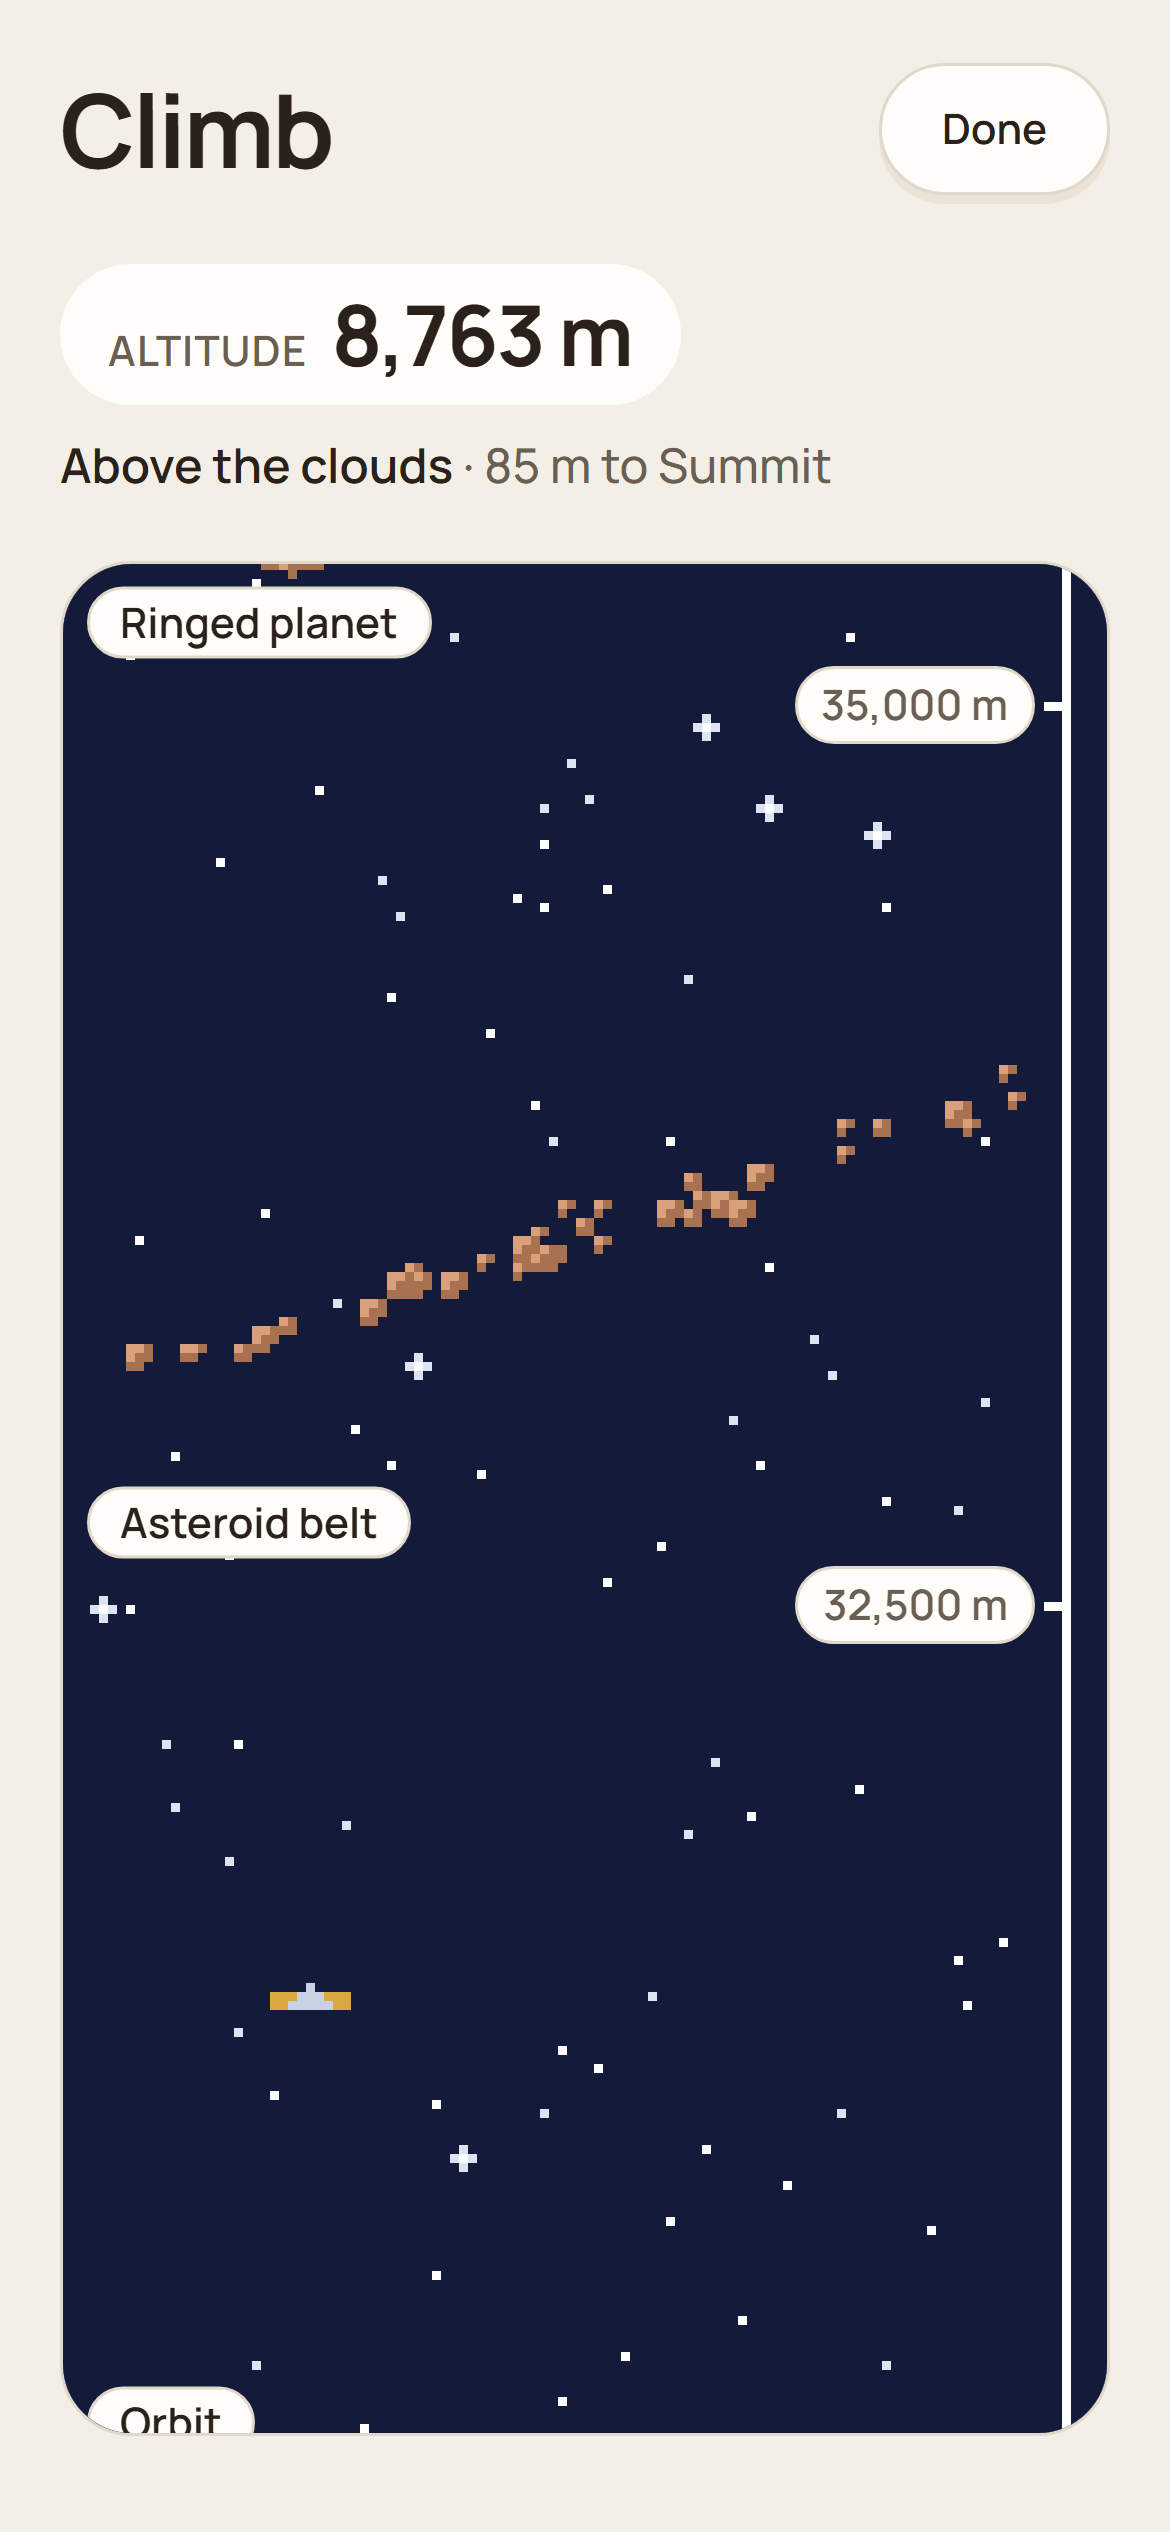 Climb
Done
ALTITUDE 8,763 m
Above the clouds · 85 m to Summit
Ringed planet
35,000 m
Asteroid belt
32,500 m
Orbit